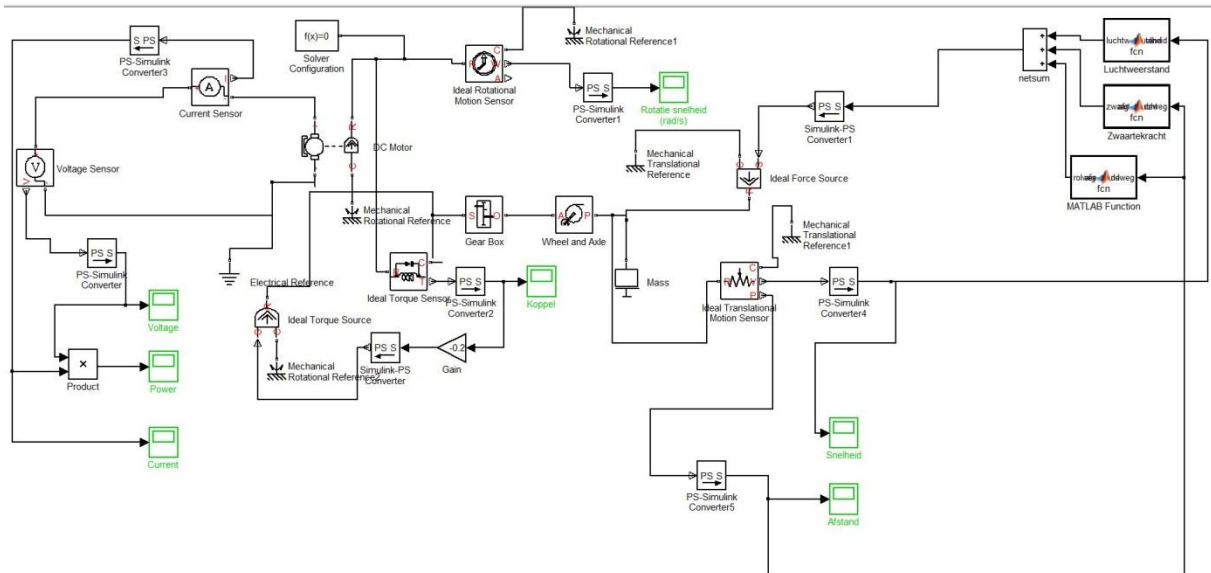 S PS
PS-Simulink
Converter3
A
I
Current Sensor
f(x)=0
Solver
Configuration
Mechanical
Rotational Reference1
R
C
W
A
Ideal Rotational
Motion Sensor
PS S
PS-Simulink
Converter1
Rotatie snelheid
(rad/s)
netsum
+
+
+
fcn
Luchtweerstand
fcn
Zwaartekracht
fcn
MATLAB Function
PS S
Simulink-PS
Converter1
Mechanical
Translational
Reference
S
Ideal Force Source
V
V
Voltage Sensor
R
C
DC Motor
Mechanical
Rotational Reference
S
O
Gear Box
A
P
Wheel and Axle
Mass
Mechanical
Translational
Reference1
R
C
V
P
Ideal Translational
Motion Sensor
PS S
PS-Simulink
Converter4
PS S
PS-Simulink
Converter
Electrical Reference
C
T
Ideal Torque Sensor
PS S
PS-Simulink
Converter2
Koppel
Voltage
Ideal Torque Source
Mechanical
Rotational Reference2
PS S
Simulink-PS
Converter
-0.2
Gain
×
Product
Power
Current
Snelheid
PS S
PS-Simulink
Converter5
Afstand